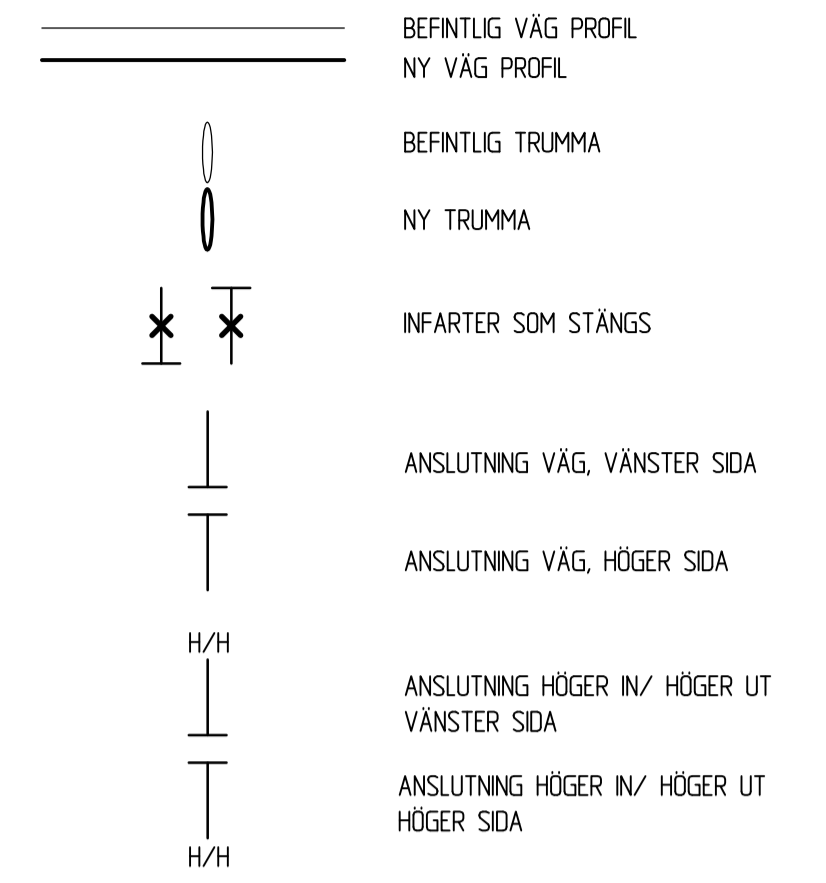 BEFINTLIG VÄG PROFIL
NY VÄG PROFIL
BEFINTLIG TRUMMA
NY TRUMMA
INFARTER SOM STÄNGS
ANSLUTNING VÄG, VÄNSTER SIDA
ANSLUTNING VÄG, HÖGER SIDA
H/H
ANSLUTNING HÖGER IN/ HÖGER UT
VÄNSTER SIDA
ANSLUTNING HÖGER IN/ HÖGER UT
HÖGER SIDA
H/H